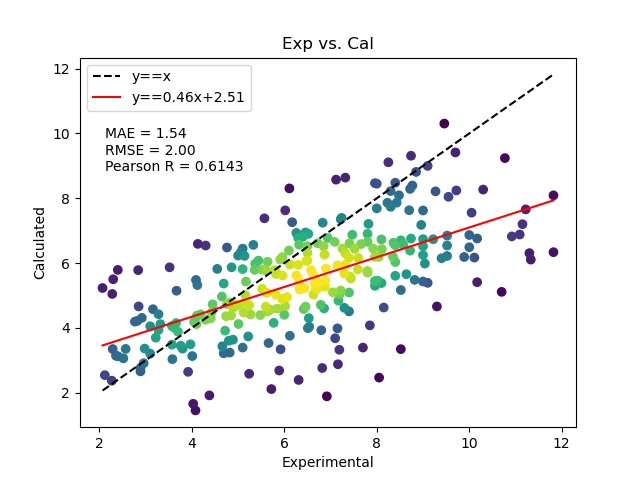 Exp vs. Cal
y==x
y==0.46x+2.51
MAE = 1.54
RMSE = 2.00
Pearson R = 0.6143
12
10
8
6
4
2
Calculated
2 4 6 8 10 12
Experimental